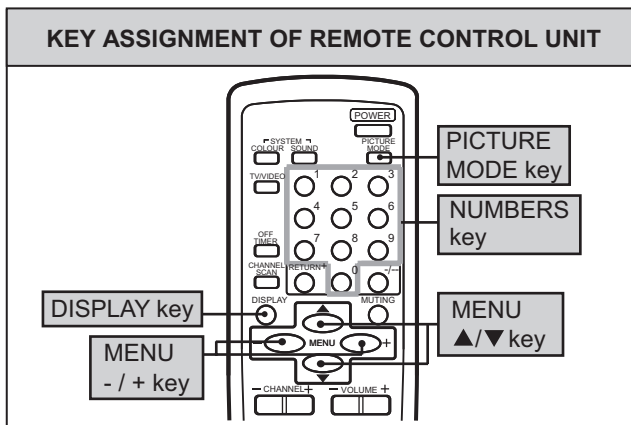 KEY ASSIGNMENT OF REMOTE CONTROL UNIT
POWER
SYSTEM
COLOUR SOUND
PICTURE
MODE
PICTURE
MODE key
TV/VIDEO
1 2 3
4 5 6
NUMBERS
key
OFF
TIMER
7 8 9
CHANNEL
SCAN
RETURN+
0
-/--
DISPLAY
MUTING
DISPLAY key
▲
- MENU +
▼
MENU
- / + key
MENU
▲/▼key
- CHANNEL+
- VOLUME +